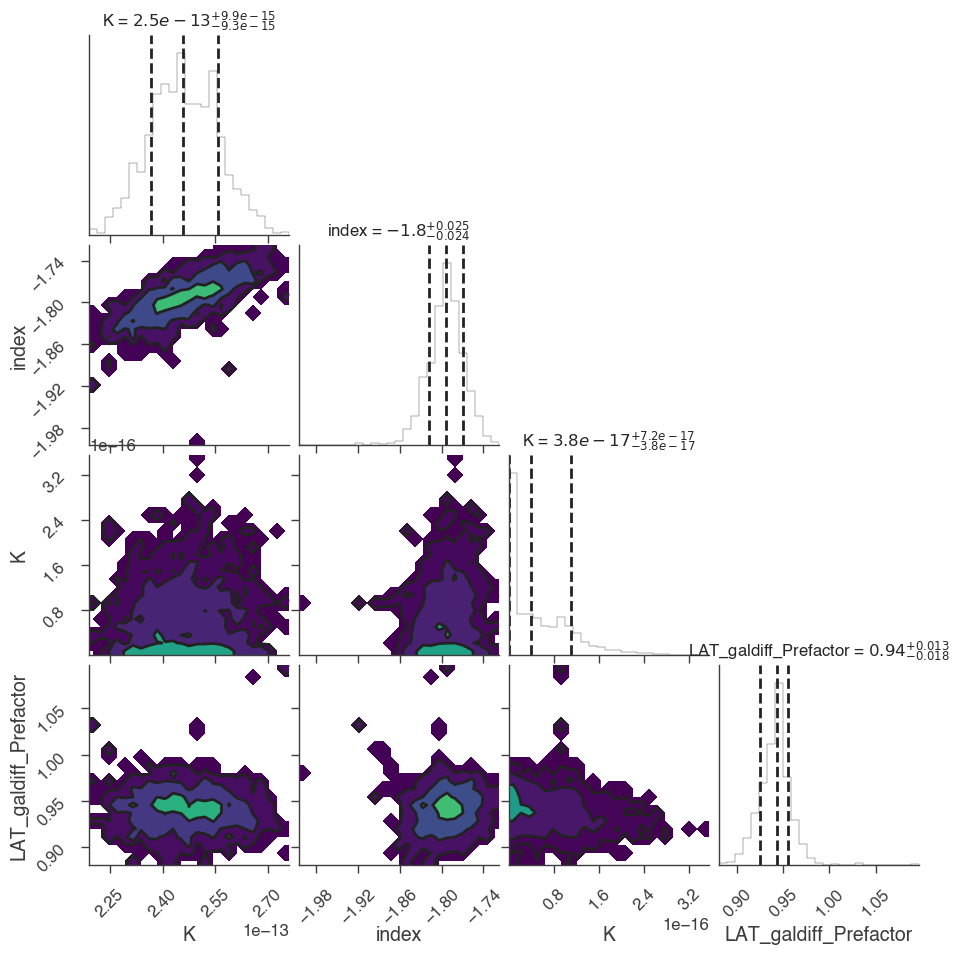 K = 2.5e−13 +9.9e−15 −9.3e−15
index = −1.8 +0.025 −0.024
−1.74
−1.80
−1.86
−1.92
−1.98
index
1e−16
K = 3.8e−17 +7.2e−17 −3.8e−17
3.2
2.4
1.6
0.8
K
LAT_galdiff_Prefactor = 0.94 +0.013 −0.018
1.05
1.00
0.95
0.90
LAT_galdiff_Prefactor
2.25 2.40 2.55 2.70 −1.98 −1.92 −1.86 −1.80 −1.74 0.8 1.6 2.4 3.2 0.90 0.95 1.00 1.05
1e−13 1e−16
K index K LAT_galdiff_Prefactor